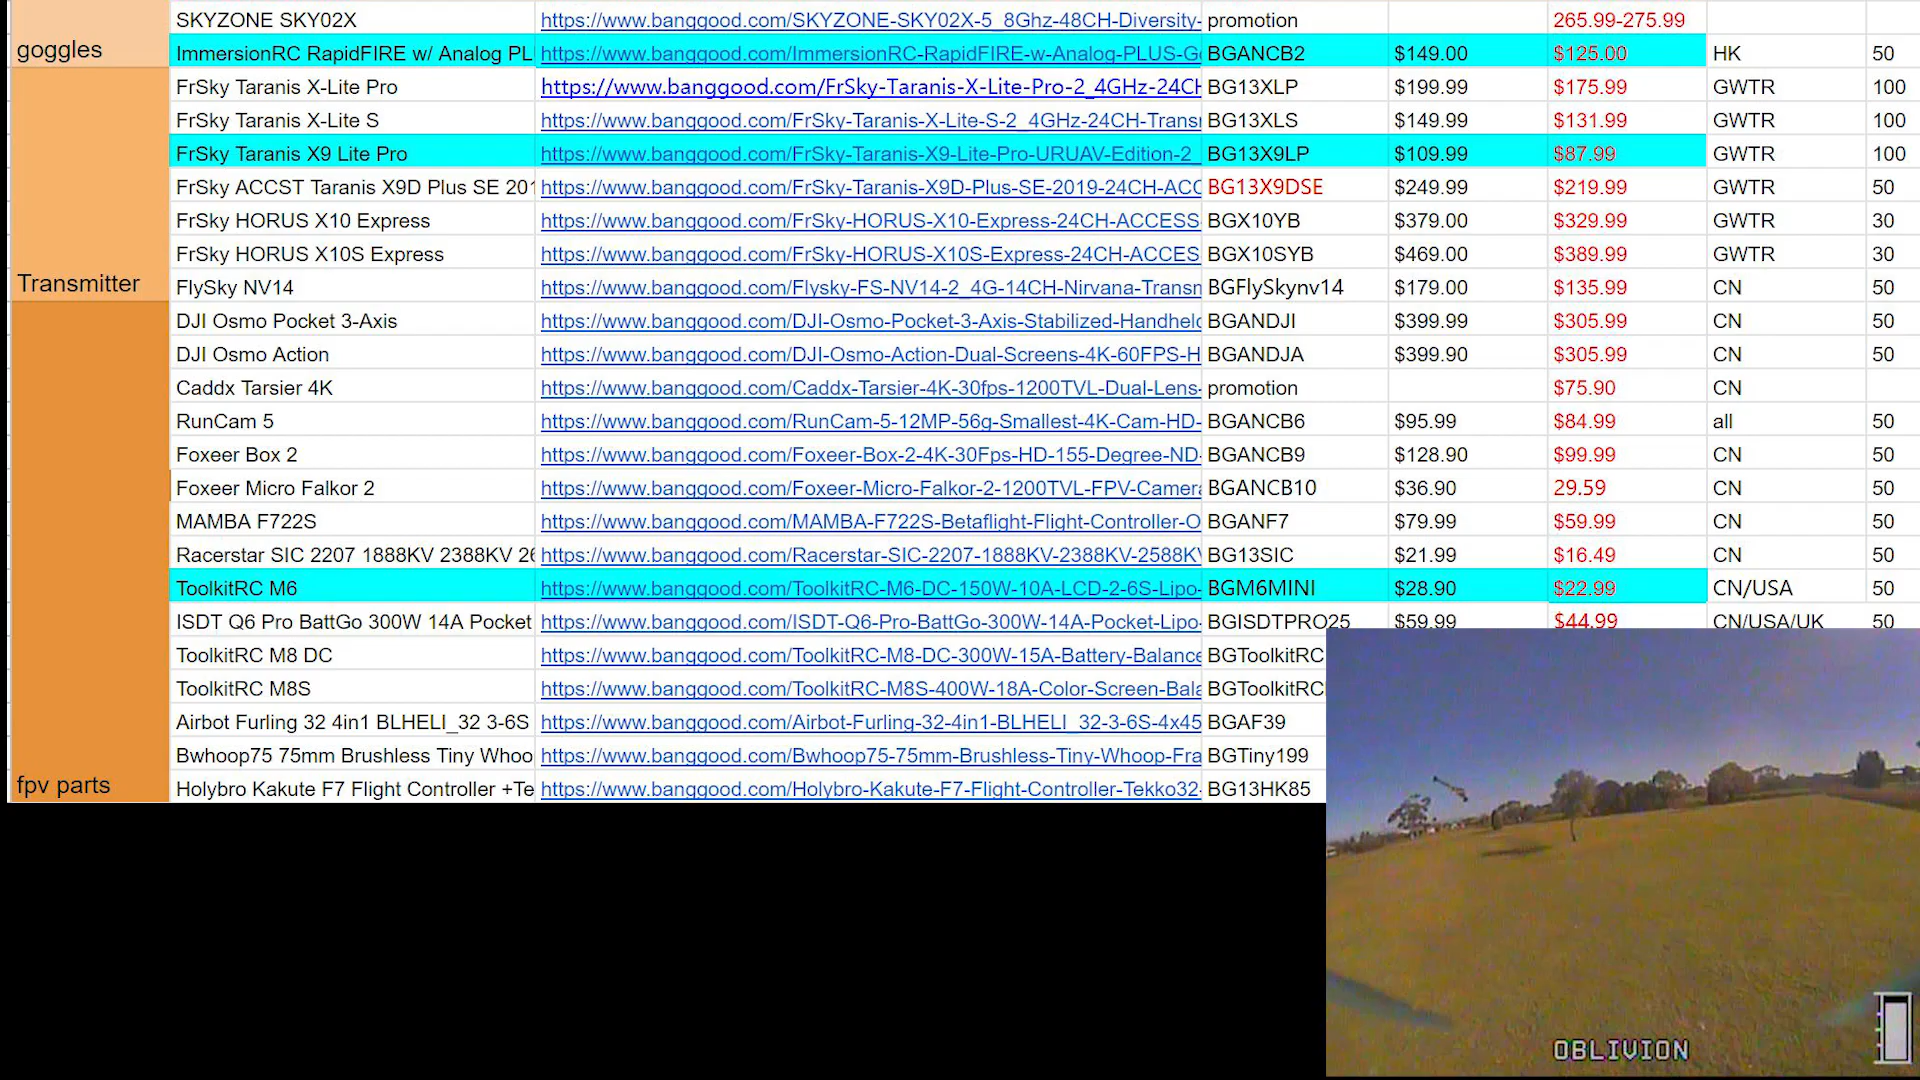 SKYZONE SKY02X https://www.banggood.com/SKYZONE-SKY02X-5_8Ghz-48CH-Diversity- promotion 265.99-275.99
goggles ImmersionRC RapidFIRE w/ Analog PL https://www.banggood.com/ImmersionRC-RapidFIRE-w-Analog-PLUS-Go BGANCB2 $149.00 $125.00 HK 50
FrSky Taranis X-Lite Pro https://www.banggood.com/FrSky-Taranis-X-Lite-Pro-2_4GHz-24CH BG13XLP $199.99 $175.99 GWTR 100
FrSky Taranis X-Lite S https://www.banggood.com/FrSky-Taranis-X-Lite-S-2_4GHz-24CH-Transm BG13XLS $149.99 $131.99 GWTR 100
FrSky Taranis X9 Lite Pro https://www.banggood.com/FrSky-Taranis-X9-Lite-Pro-URUAV-Edition-2_ BG13X9LP $109.99 $87.99 GWTR 100
FrSky ACCST Taranis X9D Plus SE 201 https://www.banggood.com/FrSky-Taranis-X9D-Plus-SE-2019-24CH-ACC BG13X9DSE $249.99 $219.99 GWTR 50
FrSky HORUS X10 Express https://www.banggood.com/FrSky-HORUS-X10-Express-24CH-ACCESS- BGX10YB $379.00 $329.99 GWTR 30
FrSky HORUS X10S Express https://www.banggood.com/FrSky-HORUS-X10S-Express-24CH-ACCES BGX10SYB $469.00 $389.99 GWTR 30
Transmitter FlySky NV14 https://www.banggood.com/Flysky-FS-NV14-2_4G-14CH-Nirvana-Transm BGFlySkynv14 $179.00 $135.99 CN 50
DJI Osmo Pocket 3-Axis https://www.banggood.com/DJI-Osmo-Pocket-3-Axis-Stabilized-Handheld BGANDJI $399.99 $305.99 CN 50
DJI Osmo Action https://www.banggood.com/DJI-Osmo-Action-Dual-Screens-4K-60FPS-H BGANDJA $399.90 $305.99 CN 50
Caddx Tarsier 4K https://www.banggood.com/Caddx-Tarsier-4K-30fps-1200TVL-Dual-Lens- promotion $75.90 CN
RunCam 5 https://www.banggood.com/RunCam-5-12MP-56g-Smallest-4K-Cam-HD- BGANCB6 $95.99 $84.99 all 50
Foxeer Box 2 https://www.banggood.com/Foxeer-Box-2-4K-30Fps-HD-155-Degree-ND- BGANCB9 $128.90 $99.99 CN 50
Foxeer Micro Falkor 2 https://www.banggood.com/Foxeer-Micro-Falkor-2-1200TVL-FPV-Camera BGANCB10 $36.90 29.59 CN 50
MAMBA F722S https://www.banggood.com/MAMBA-F722S-Betaflight-Flight-Controller-O BGANF7 $79.99 $59.99 CN 50
Racerstar SIC 2207 1888KV 2388KV 26 https://www.banggood.com/Racerstar-SIC-2207-1888KV-2388KV-2588KV BG13SIC $21.99 $16.49 CN 50
ToolkitRC M6 https://www.banggood.com/ToolkitRC-M6-DC-150W-10A-LCD-2-6S-Lipo- BGM6MINI $28.90 $22.99 CN/USA 50
ISDT Q6 Pro BattGo 300W 14A Pocket https://www.banggood.com/ISDT-Q6-Pro-BattGo-300W-14A-Pocket-Lipo- BGISDTPRO25 $59.99 $44.99 CN/USA/UK 50
ToolkitRC M8 DC https://www.banggood.com/ToolkitRC-M8-DC-300W-15A-Battery-Balance BGToolkitRC
ToolkitRC M8S https://www.banggood.com/ToolkitRC-M8S-400W-18A-Color-Screen-Bala BGToolkitRC
Airbot Furling 32 4in1 BLHELI_32 3-6S https://www.banggood.com/Airbot-Furling-32-4in1-BLHELI_32-3-6S-4x45 BGAF39
Bwhoop75 75mm Brushless Tiny Whoo https://www.banggood.com/Bwhoop75-75mm-Brushless-Tiny-Whoop-Fra BGTiny199
fpv parts Holybro Kakute F7 Flight Controller +Te https://www.banggood.com/Holybro-Kakute-F7-Flight-Controller-Tekko32- BG13HK85
OBLIVION